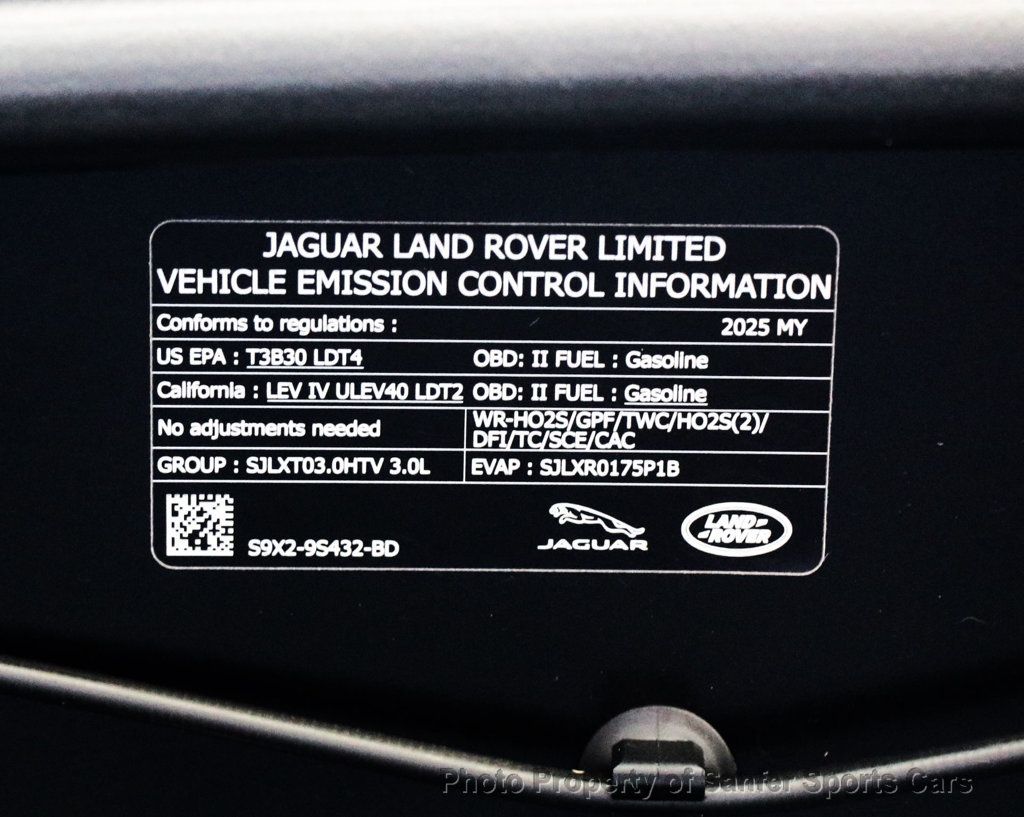 JAGUAR LAND ROVER LIMITED
VEHICLE EMISSION CONTROL INFORMATION
Conforms to regulations : 2025 MY
US EPA : T3B30 LDT4 OBD: II FUEL : Gasoline
California : LEV IV ULEV40 LDT2 OBD: II FUEL : Gasoline
No adjustments needed
WR-HO2S/GPF/TWC/HO2S(2)/
DFI/TC/SCE/CAC
GROUP : SJLXT03.0HTV 3.0L EVAP : SJLXR0175P1B
S9X2-9S432-BD
JAGUAR
LAND-
-ROVER
Photo Property of Sanfer Sports Cars